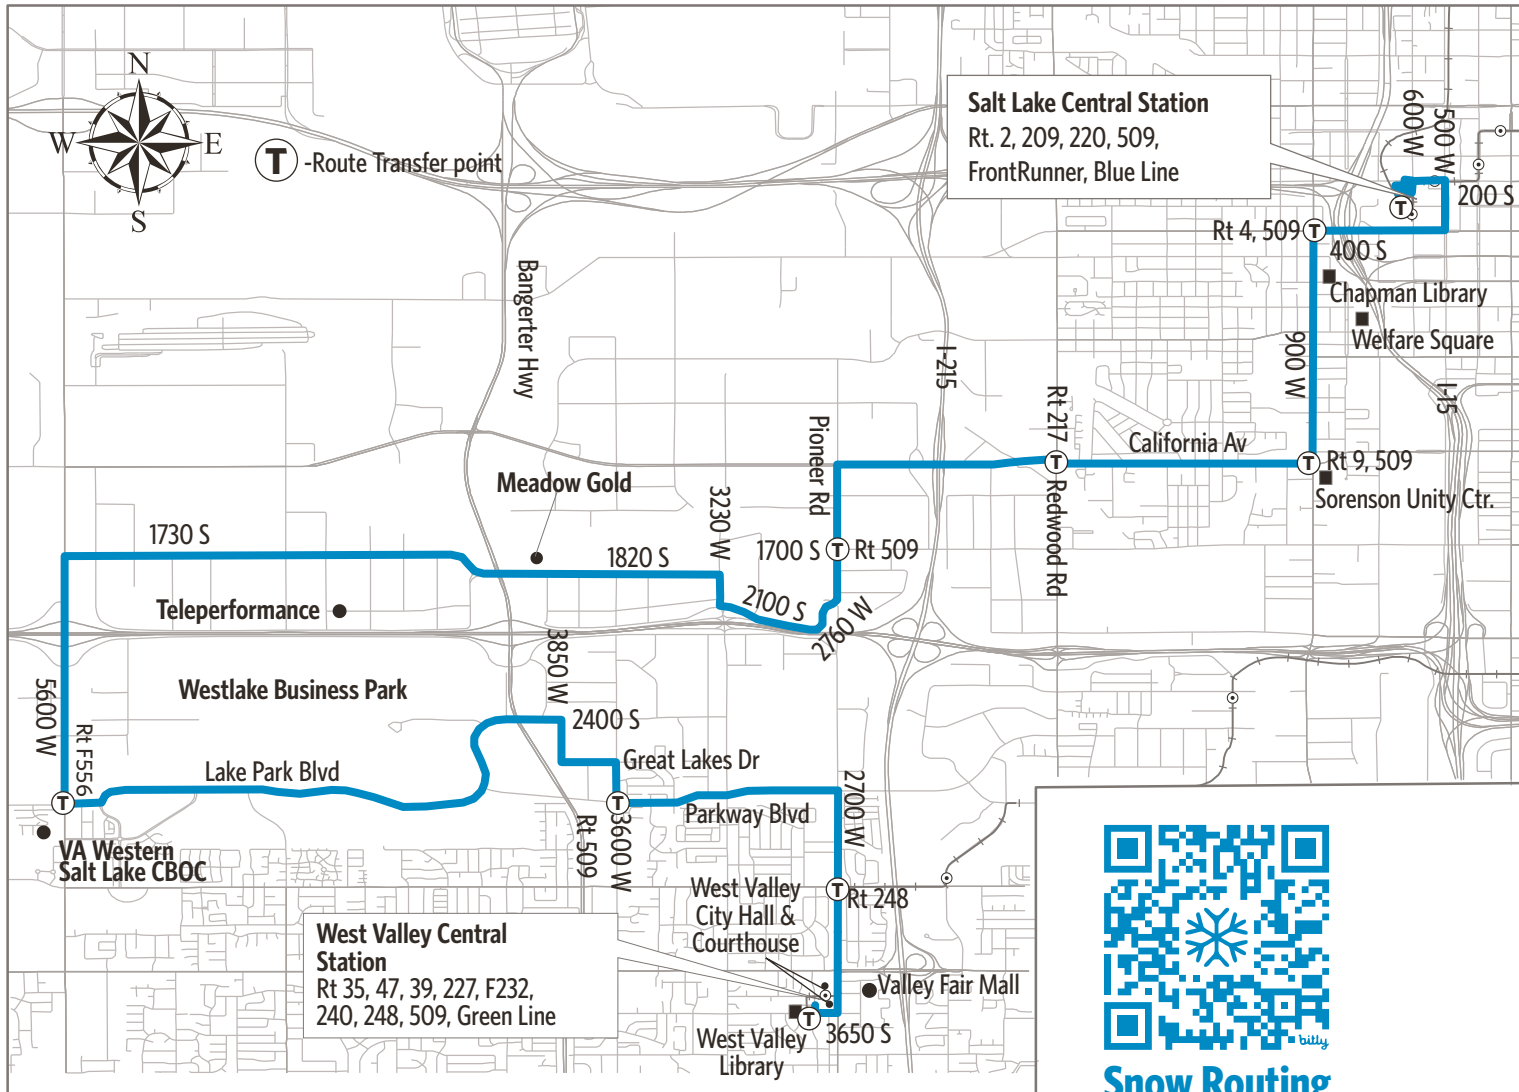 N
W
E
S
T -Route Transfer point
Salt Lake Central Station
Rt. 2, 209, 220, 509,
FrontRunner, Blue Line
600 W
500 W
200 S
T
Rt 4, 509
T
400 S
Chapman Library
Welfare Square
900 W
I-15
I-215
Bangerter Hwy
Rt 217
California Av
T
T
Rt 9, 509
Sorenson Unity Ctr.
Redwood Rd
Pioneer Rd
Meadow Gold
3230 W
1730 S
1820 S
1700 S
T
Rt 509
2100 S
2760 W
Teleperformance
3850 W
Westlake Business Park
5600 W
Rt F556
2400 S
Great Lakes Dr
Lake Park Blvd
T
T
Parkway Blvd
2700 W
Rt 509
3600 W
VA Western
Salt Lake CBOC
West Valley
City Hall &
Courthouse
T
Rt 248
West Valley Central
Station
Rt 35, 47, 39, 227, F232,
240, 248, 509, Green Line
Valley Fair Mall
T
3650 S
West Valley
Library
bitly
Snow Routing